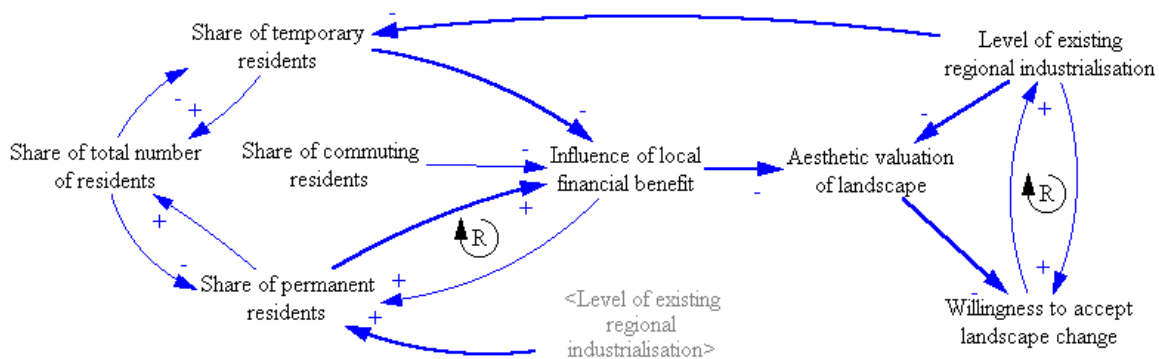 Share of temporary
residents
-
Level of existing
regional industrialisation
-
+
-
+
-
Share of total number
of residents
Share of commuting
residents
-
Influence of local
financial benefit
-
Aesthetic valuation
of landscape
+
-
+
R
R
+
+
+
-
Share of permanent
residents
<Level of existing
regional
industrialisation>
Willingness to accept
landscape change